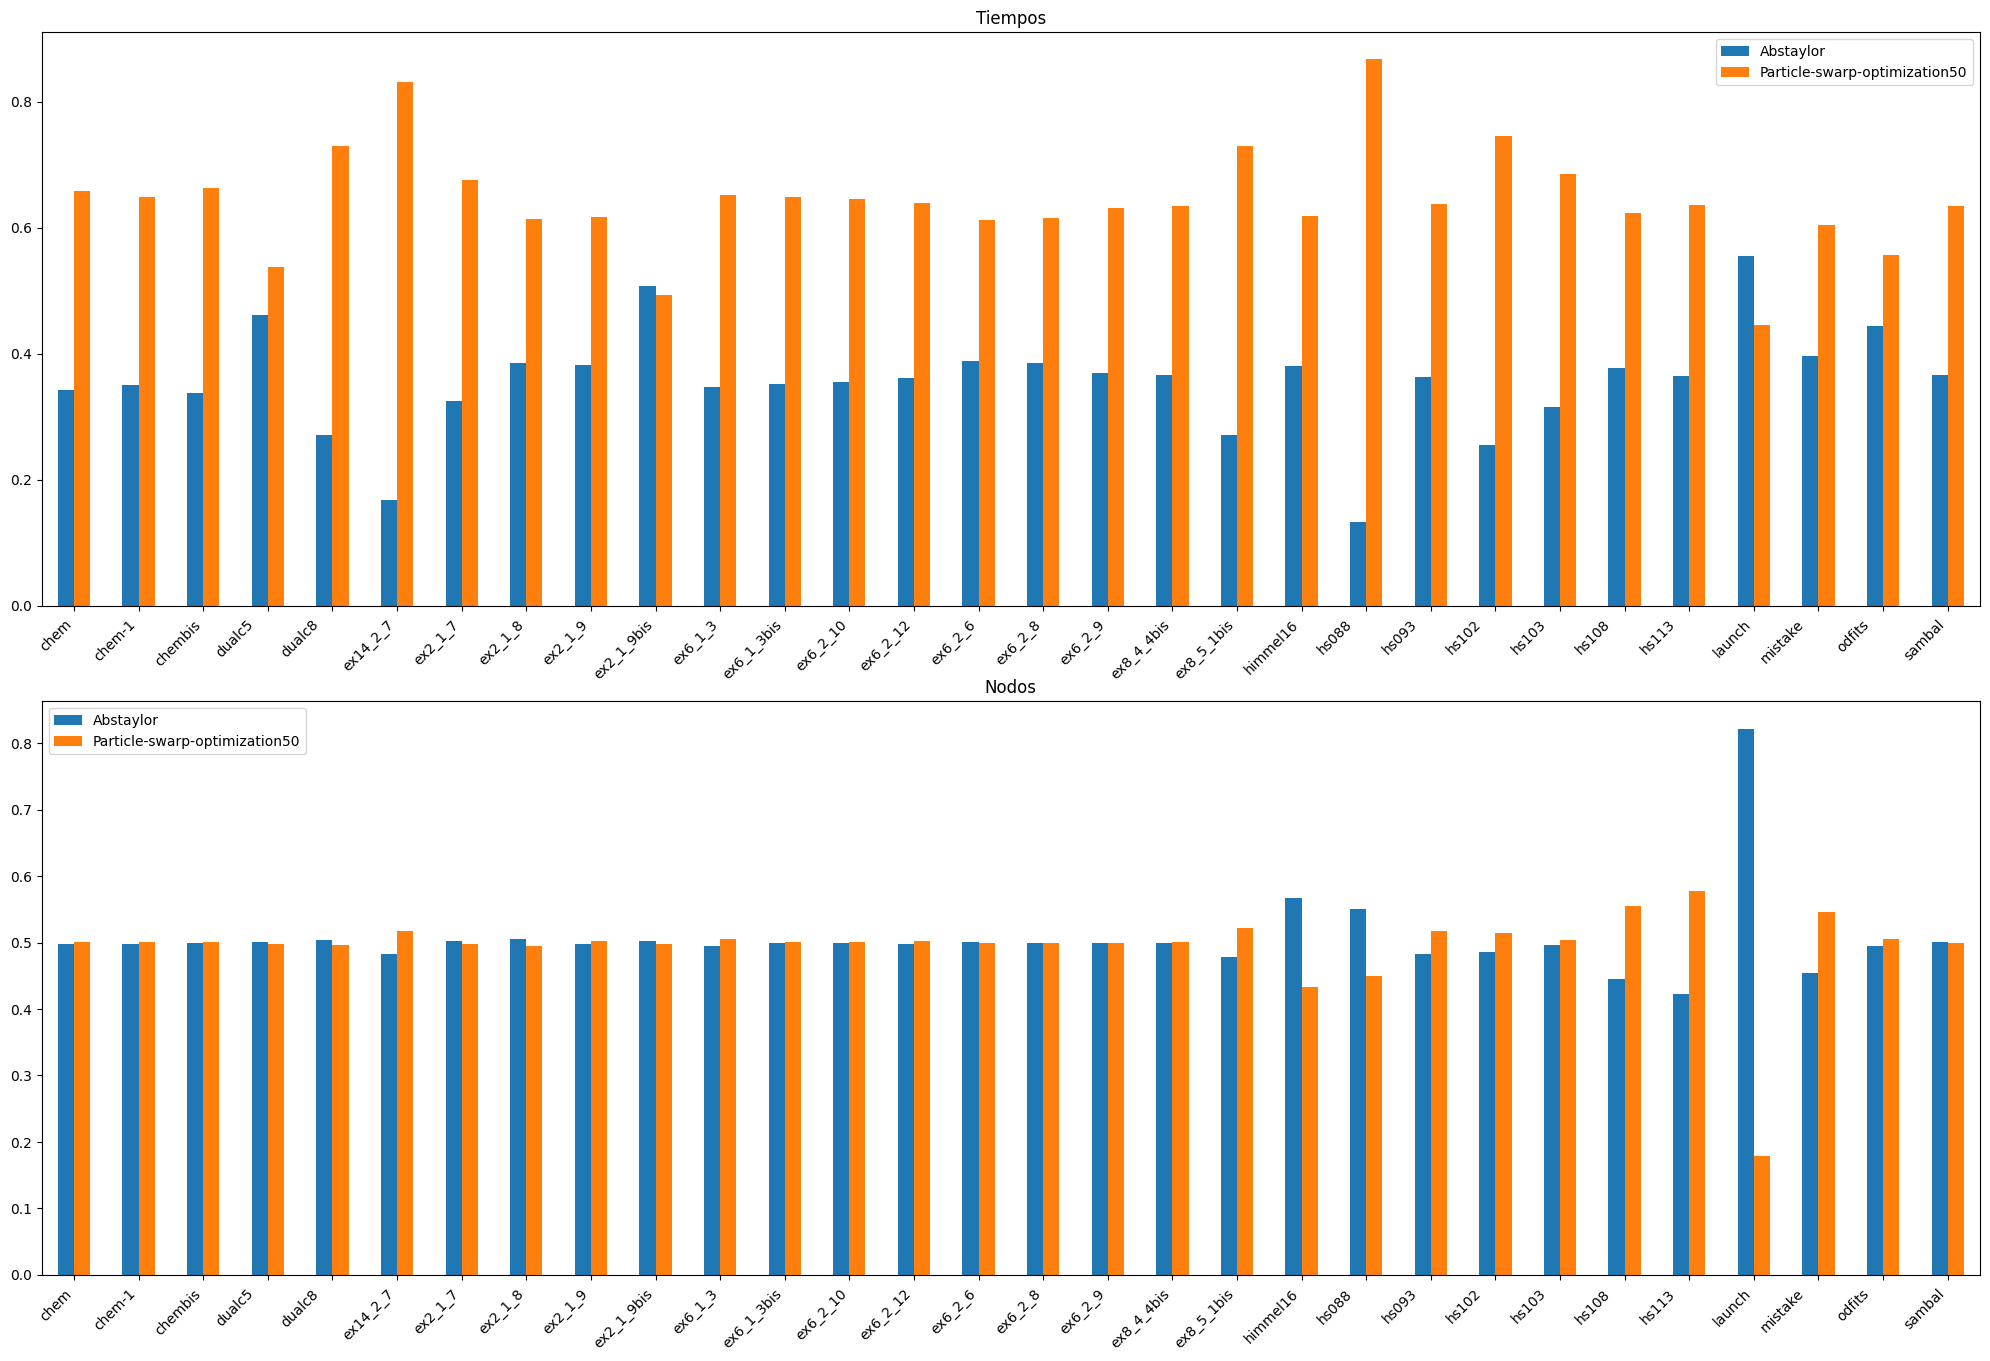 Tiempos
Abstaylor
Particle-swarp-optimization50
0.8
0.6
0.4
0.2
0.0
chem
chem-1
chembis
dualc5
dualc8
ex14_2_7
ex2_1_7
ex2_1_8
ex2_1_9
ex2_1_9bis
ex6_1_3
ex6_1_3bis
ex6_2_10
ex6_2_12
ex6_2_6
ex6_2_8
ex6_2_9
ex8_4_4bis
ex8_5_1bis
himmel16
hs088
hs093
hs102
hs103
hs108
hs113
launch
mistake
odfits
sambal
Nodos
Abstaylor
Particle-swarp-optimization50
0.8
0.7
0.6
0.5
0.4
0.3
0.2
0.1
0.0
chem
chem-1
chembis
dualc5
dualc8
ex14_2_7
ex2_1_7
ex2_1_8
ex2_1_9
ex2_1_9bis
ex6_1_3
ex6_1_3bis
ex6_2_10
ex6_2_12
ex6_2_6
ex6_2_8
ex6_2_9
ex8_4_4bis
ex8_5_1bis
himmel16
hs088
hs093
hs102
hs103
hs108
hs113
launch
mistake
odfits
sambal